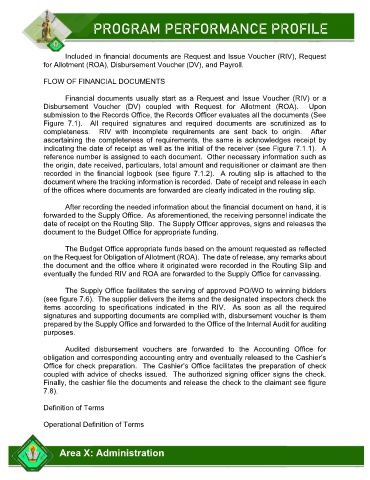 PROGRAM PERFORMANCE PROFILE
Included in financial documents are Request and Issue Voucher (RIV), Request
for Allotment (ROA), Disbursement Voucher (DV), and Payroll.
FLOW OF FINANCIAL DOCUMENTS
Financial documents usually start as a Request and Issue Voucher (RIV) or a
Disbursement Voucher (DV) coupled with Request for Allotment (ROA). Upon
submission to the Records Office, the Records Officer evaluates all the documents (See
Figure 7.1). All required signatures and required documents are scrutinized as to
completeness. RIV with incomplete requirements are sent back to origin. After
ascertaining the completeness of requirements, the same is acknowledges receipt by
indicating the date of receipt as well as the initial of the receiver (see Figure 7.1.1). A
reference number is assigned to each document. Other necessary information such as
the origin, date received, particulars, total amount and requisitioner or claimant are then
recorded in the financial logbook (see figure 7.1.2). A routing slip is attached to the
document where the tracking information is recorded. Date of receipt and release in each
of the offices where documents are forwarded are clearly indicated in the routing slip.
After recording the needed information about the financial document on hand, it is
forwarded to the Supply Office. As aforementioned, the receiving personnel indicate the
date of receipt on the Routing Slip. The Supply Officer approves, signs and releases the
document to the Budget Office for appropriate funding.
The Budget Office appropriate funds based on the amount requested as reflected
on the Request for Obligation of Allotment (ROA). The date of release, any remarks about
the document and the office where it originated were recorded in the Routing Slip and
eventually the funded RIV and ROA are forwarded to the Supply Office for canvassing.
The Supply Office facilitates the serving of approved PO/WO to winning bidders
(see figure 7.6). The supplier delivers the items and the designated inspectors check the
items according to specifications indicated in the RIV. As soon as all the required
signatures and supporting documents are complied with, disbursement voucher is them
prepared by the Supply Office and forwarded to the Office of the Internal Audit for auditing
purposes.
Audited disbursement vouchers are forwarded to the Accounting Office for
obligation and corresponding accounting entry and eventually released to the Cashier's
Office for check preparation. The Cashier's Office facilitates the preparation of check
coupled with advice of checks issued. The authorized signing officer signs the check.
Finally, the cashier file the documents and release the check to the claimant see figure
7.8).
Definition of Terms
Operational Definition of Terms
Area X: Administration